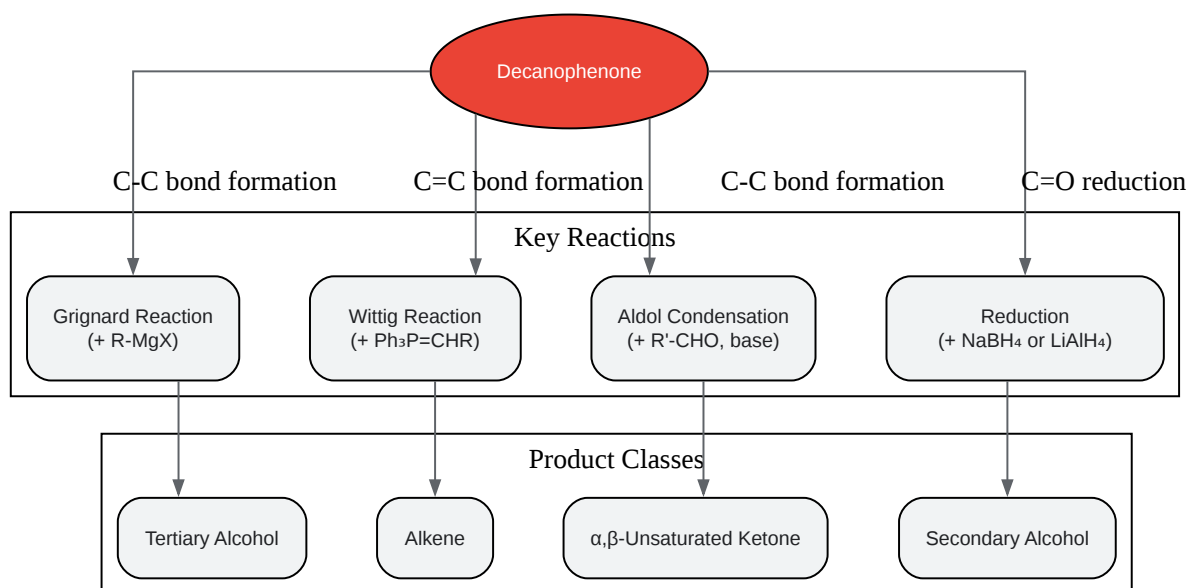 Decanophenone
C-C bond formation
C=C bond formation
C-C bond formation
C=O reduction
Key Reactions
Grignard Reaction
(+ R-MgX)
Wittig Reaction
(+ Ph₃P=CHR)
Aldol Condensation
(+ R'-CHO, base)
Reduction
(+ NaBH₄ or LiAlH₄)
Product Classes
Tertiary Alcohol
Alkene
α,β-Unsaturated Ketone
Secondary Alcohol